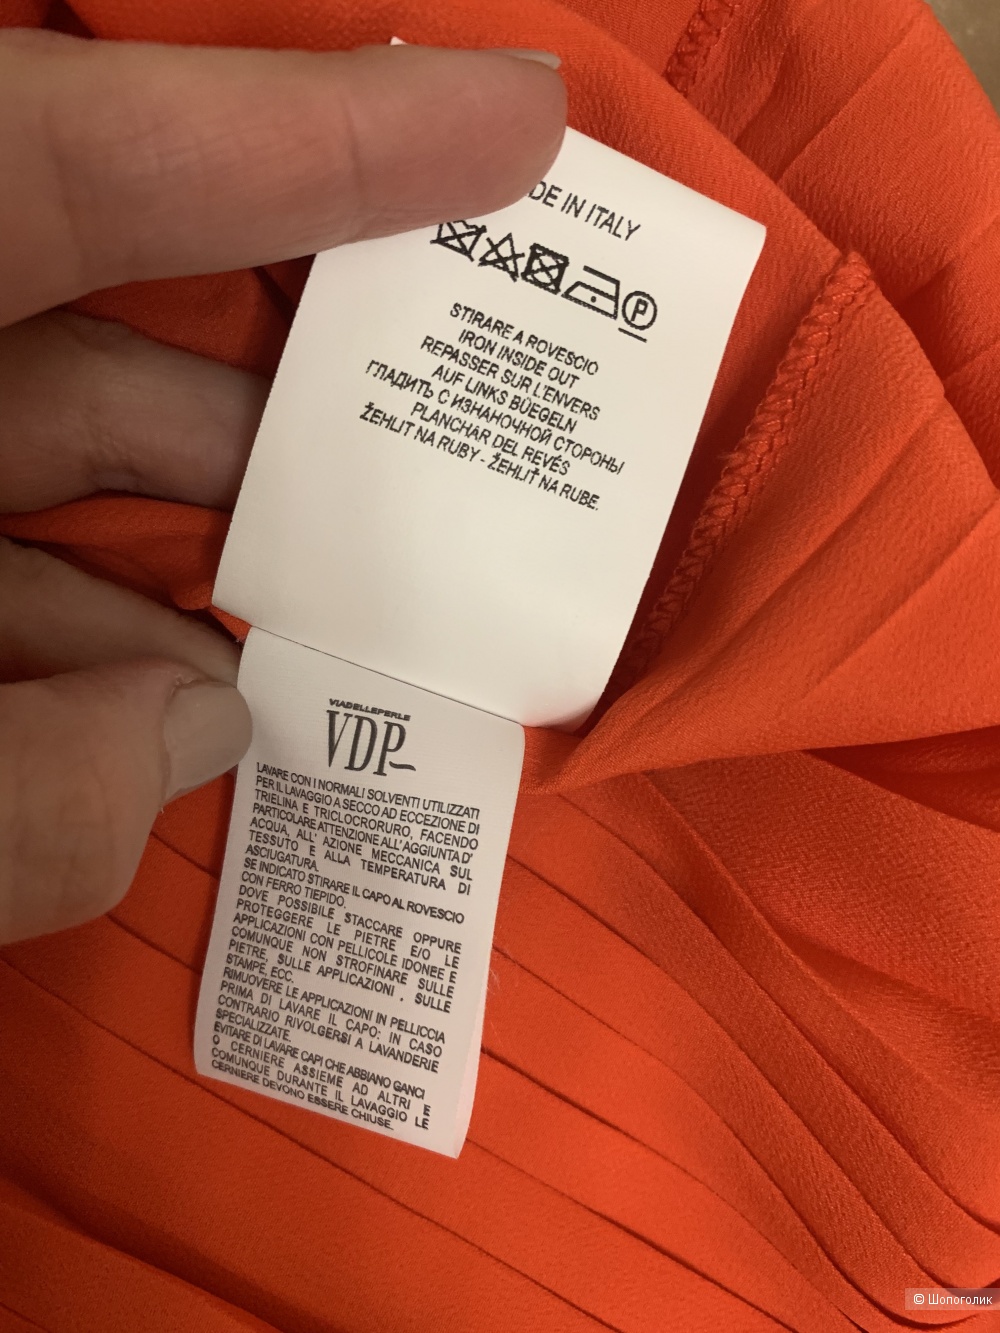 DE IN ITALY
P
STIRARE A ROVESCIO
IRON INSIDE OUT
REPASSER SUR L'ENVERS
AUF LINKS BÜEGELN
ГЛАДИТЬ С ИЗНАНОЧНОЙ СТОРОНЫ
PLANCHAR DEL REVÉS
ŽEHLIT NA RUBY - ŽEHLIŤ NA RUBE.
VIADELLEPERLE
VDP
LAVARE CON I NORMALI SOLVENTI UTILIZZATI
PER IL LAVAGGIO A SECCO AD ECCEZIONE DI
TRIELINA E TRICLOCRORURO, FACENDO
PARTICOLARE ATTENZIONE ALL'AGGIUNTA D'
ACQUA, ALL' AZIONE MECCANICA SUL
TESSUTO E ALLA TEMPERATURA DI
ASCIUGATURA.
SE INDICATO STIRARE IL CAPO AL ROVESCIO
CON FERRO TIEPIDO.
DOVE POSSIBILE STACCARE OPPURE
PROTEGGERE LE PIETRE E/O LE
APPLICAZIONI CON PELLICOLE IDONEE E
COMUNQUE NON STROFINARE SULLE
PIETRE, SULLE APPLICAZIONI , SULLE
STAMPE, ECC.
RIMUOVERE LE APPLICAZIONI IN PELLICCIA
PRIMA DI LAVARE IL CAPO: IN CASO
CONTRARIO RIVOLGERSI A LAVANDERIE
SPECIALIZZATE.
EVITARE DI LAVARE CAPI CHE ABBIANO GANCI
O CERNIERE ASSIEME AD ALTRI E
COMUNQUE DURANTE IL LAVAGGIO LE
CERNIERE DEVONO ESSERE CHIUSE.
© Шопоголик